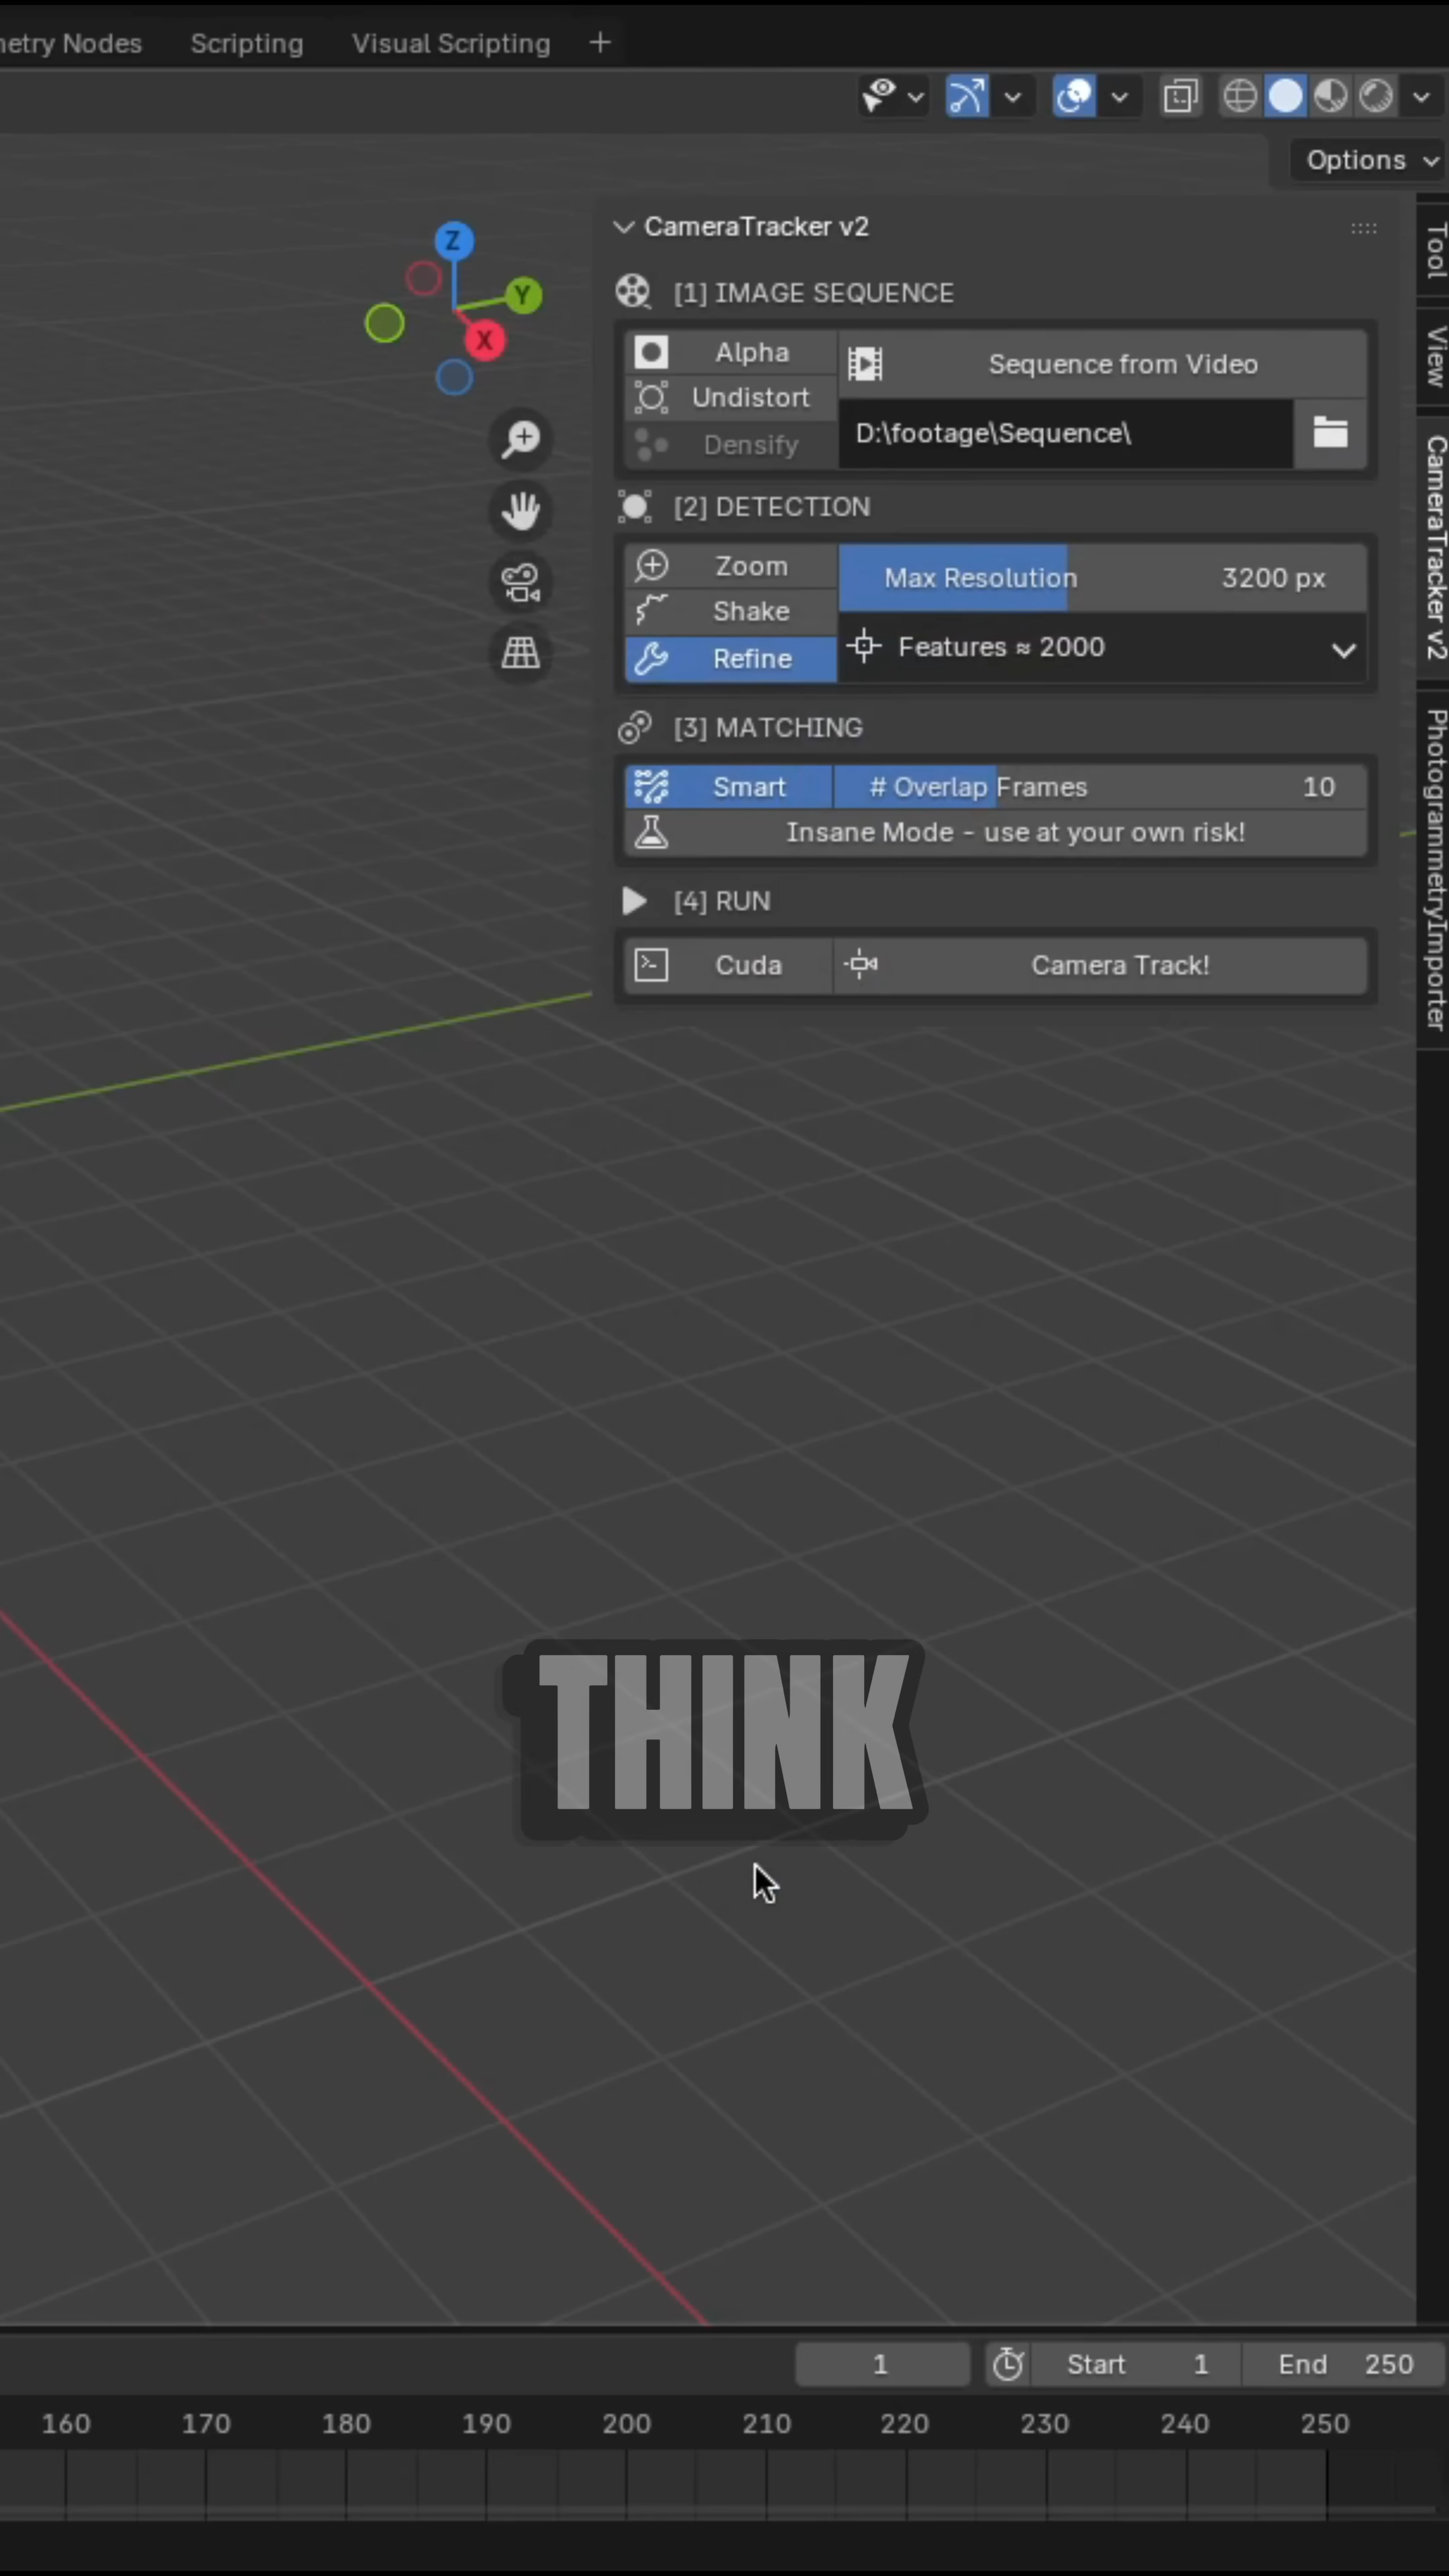 etry Nodes Scripting Visual Scripting +
Options
CameraTracker v2
[1] IMAGE SEQUENCE
Alpha
Sequence from Video
Undistort
D:\footage\Sequence\
Densify
[2] DETECTION
Zoom
Max Resolution 3200 px
Shake
Features ≈ 2000
Refine
[3] MATCHING
Smart # Overlap Frames 10
Insane Mode - use at your own risk!
[4] RUN
Cuda Camera Track!
Z
Y
X
Tool
View
CameraTracker v2
PhotogrammetryImporter
THINK
1 Start 1 End 250
160 170 180 190 200 210 220 230 240 250